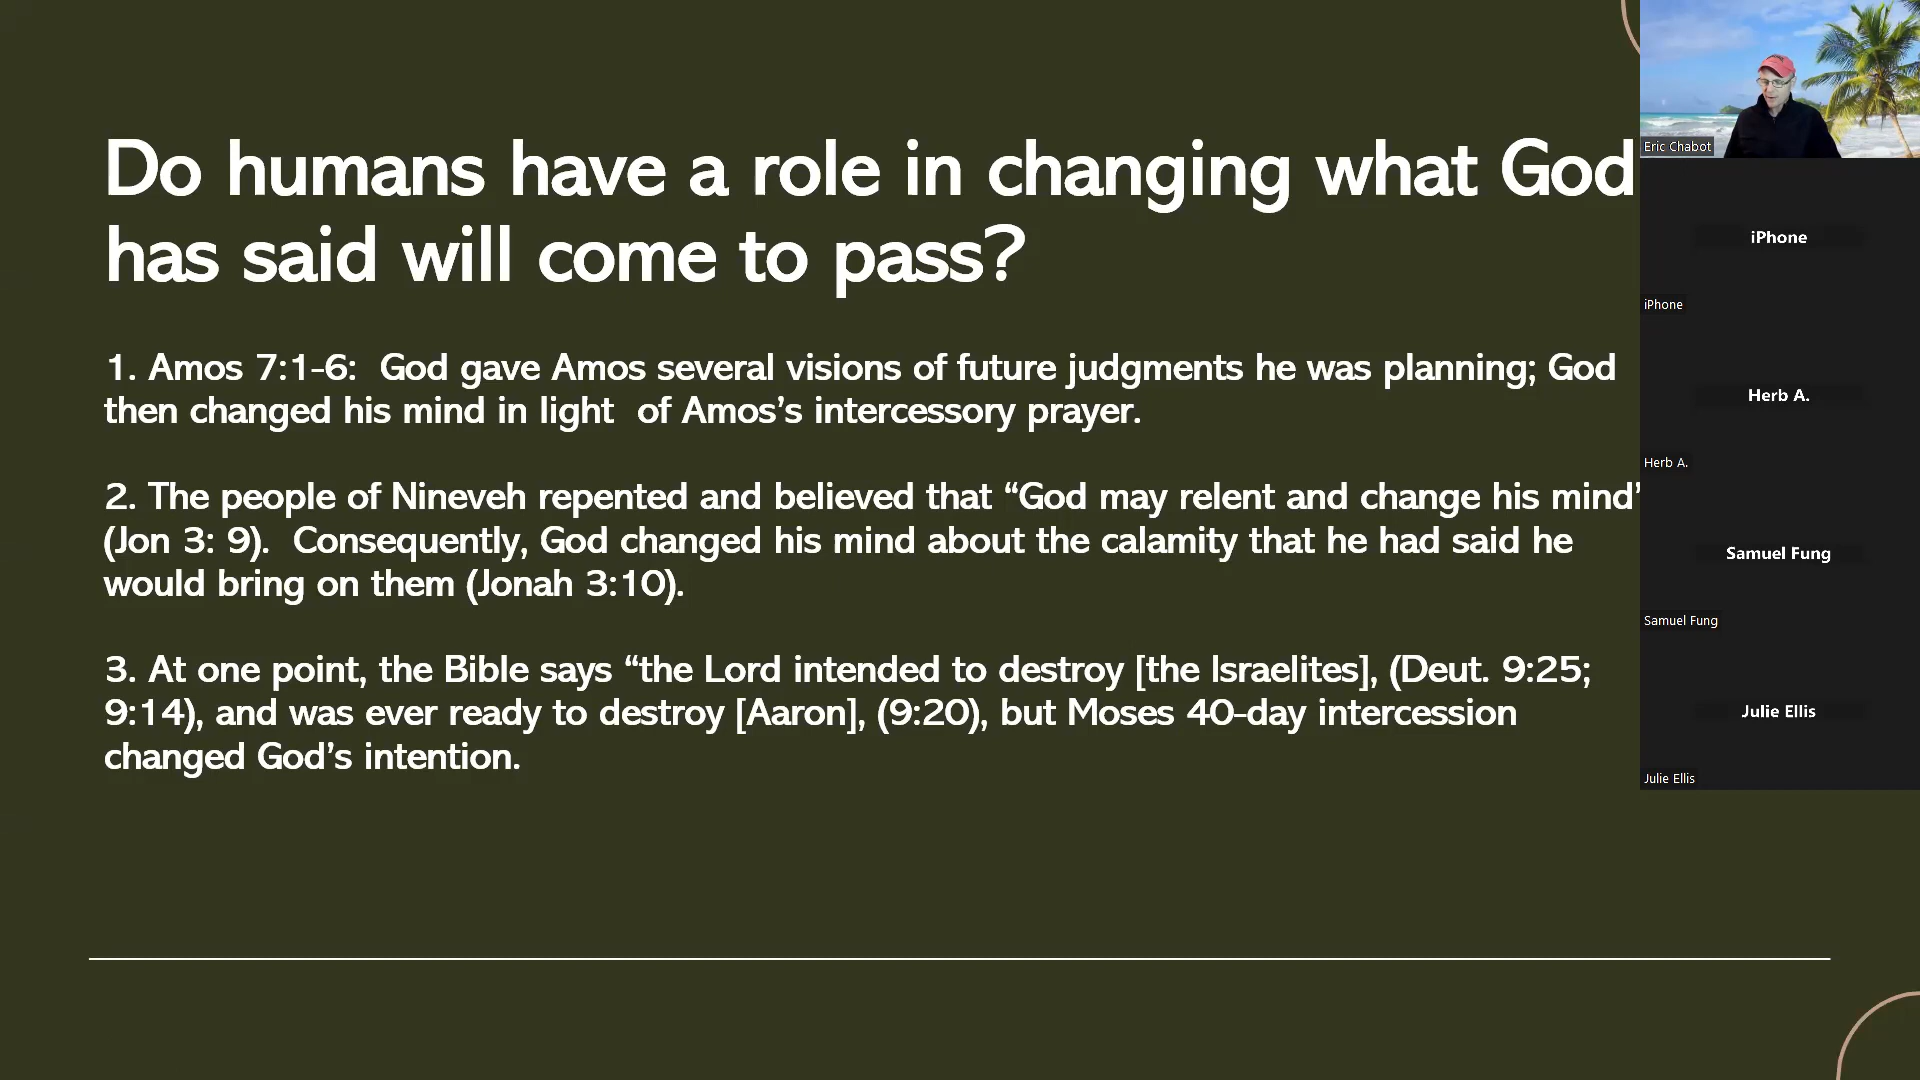 Do humans have a role in changing what God
has said will come to pass?
1. Amos 7:1-6:  God gave Amos several visions of future judgments he was planning; God
then changed his mind in light  of Amos’s intercessory prayer.
2. The people of Nineveh repented and believed that “God may relent and change his mind’
(Jon 3: 9).  Consequently, God changed his mind about the calamity that he had said he
would bring on them (Jonah 3:10).
3. At one point, the Bible says “the Lord intended to destroy [the Israelites], (Deut. 9:25;
9:14), and was ever ready to destroy [Aaron], (9:20), but Moses 40-day intercession
changed God’s intention.
Eric Chabot
iPhone
iPhone
Herb A.
Herb A.
Samuel Fung
Samuel Fung
Julie Ellis
Julie Ellis